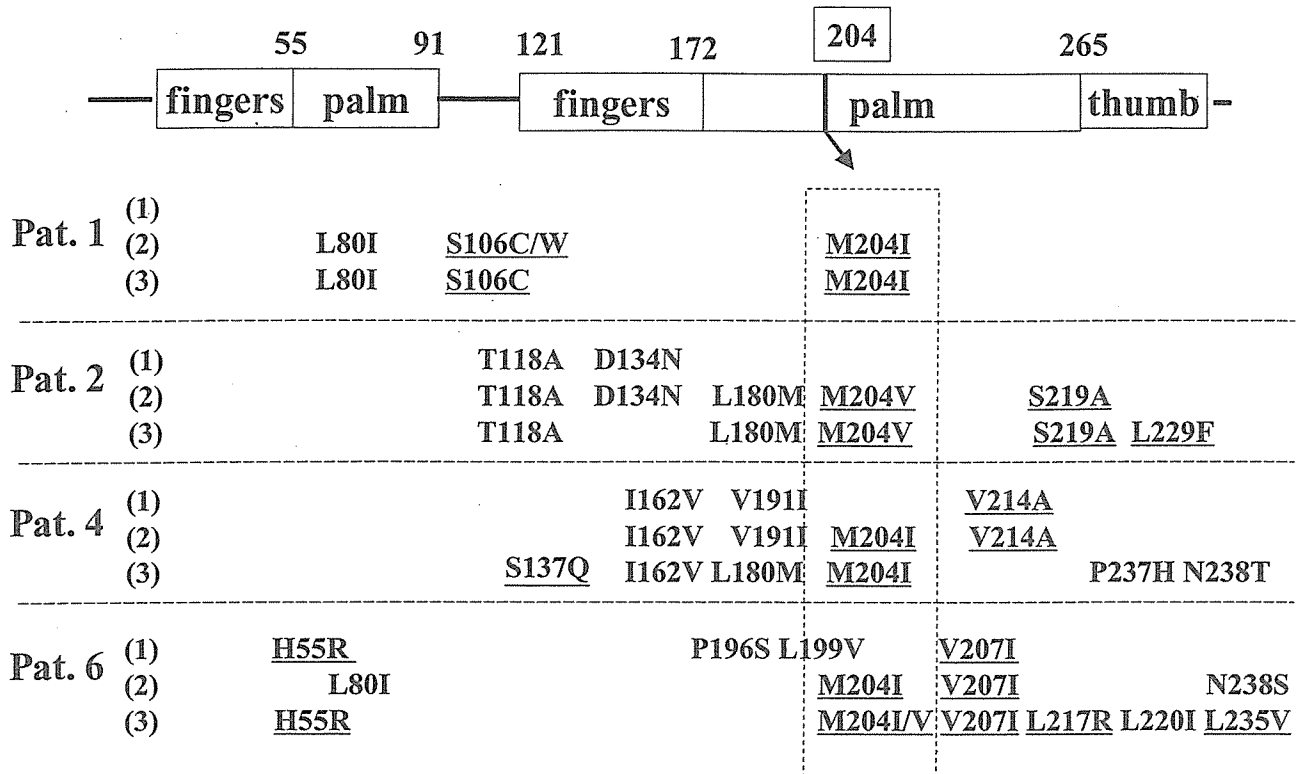 55 91 121 172 204 265
fingers palm fingers palm thumb
Pat. 1
(1)
(2) L80I S106C/W M204I
(3) L80I S106C M204I
Pat. 2
(1) T118A D134N
(2) T118A D134N L180M M204V S219A
(3) T118A L180M M204V S219A L229F
Pat. 4
(1) I162V V191I V214A
(2) I162V V191I M204I V214A
(3) S137Q I162V L180M M204I P237H N238T
Pat. 6
(1) H55R P196S L199V V207I
(2) L80I M204I V207I N238S
(3) H55R M204I/V V207I L217R L220I L235V